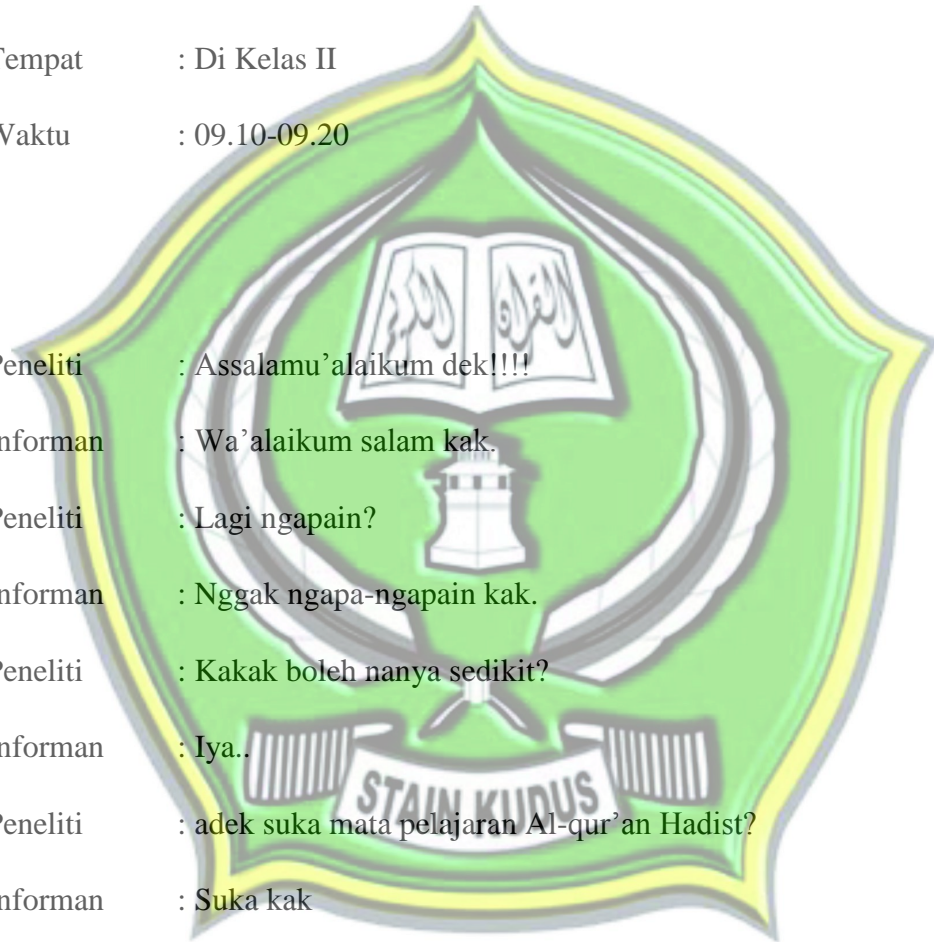 Tempat : Di Kelas II
Waktu : 09.10-09.20
القران الكريم
Peneliti : Assalamu’alaikum dek!!!!
Informan : Wa’alaikum salam kak.
Peneliti : Lagi ngapain?
Informan : Nggak ngapa-ngapain kak.
Peneliti : Kakak boleh nanya sedikit?
Informan : Iya..
STAIN KUDUS
Peneliti : adek suka mata pelajaran Al-qur’an Hadist?
Informan : Suka kak